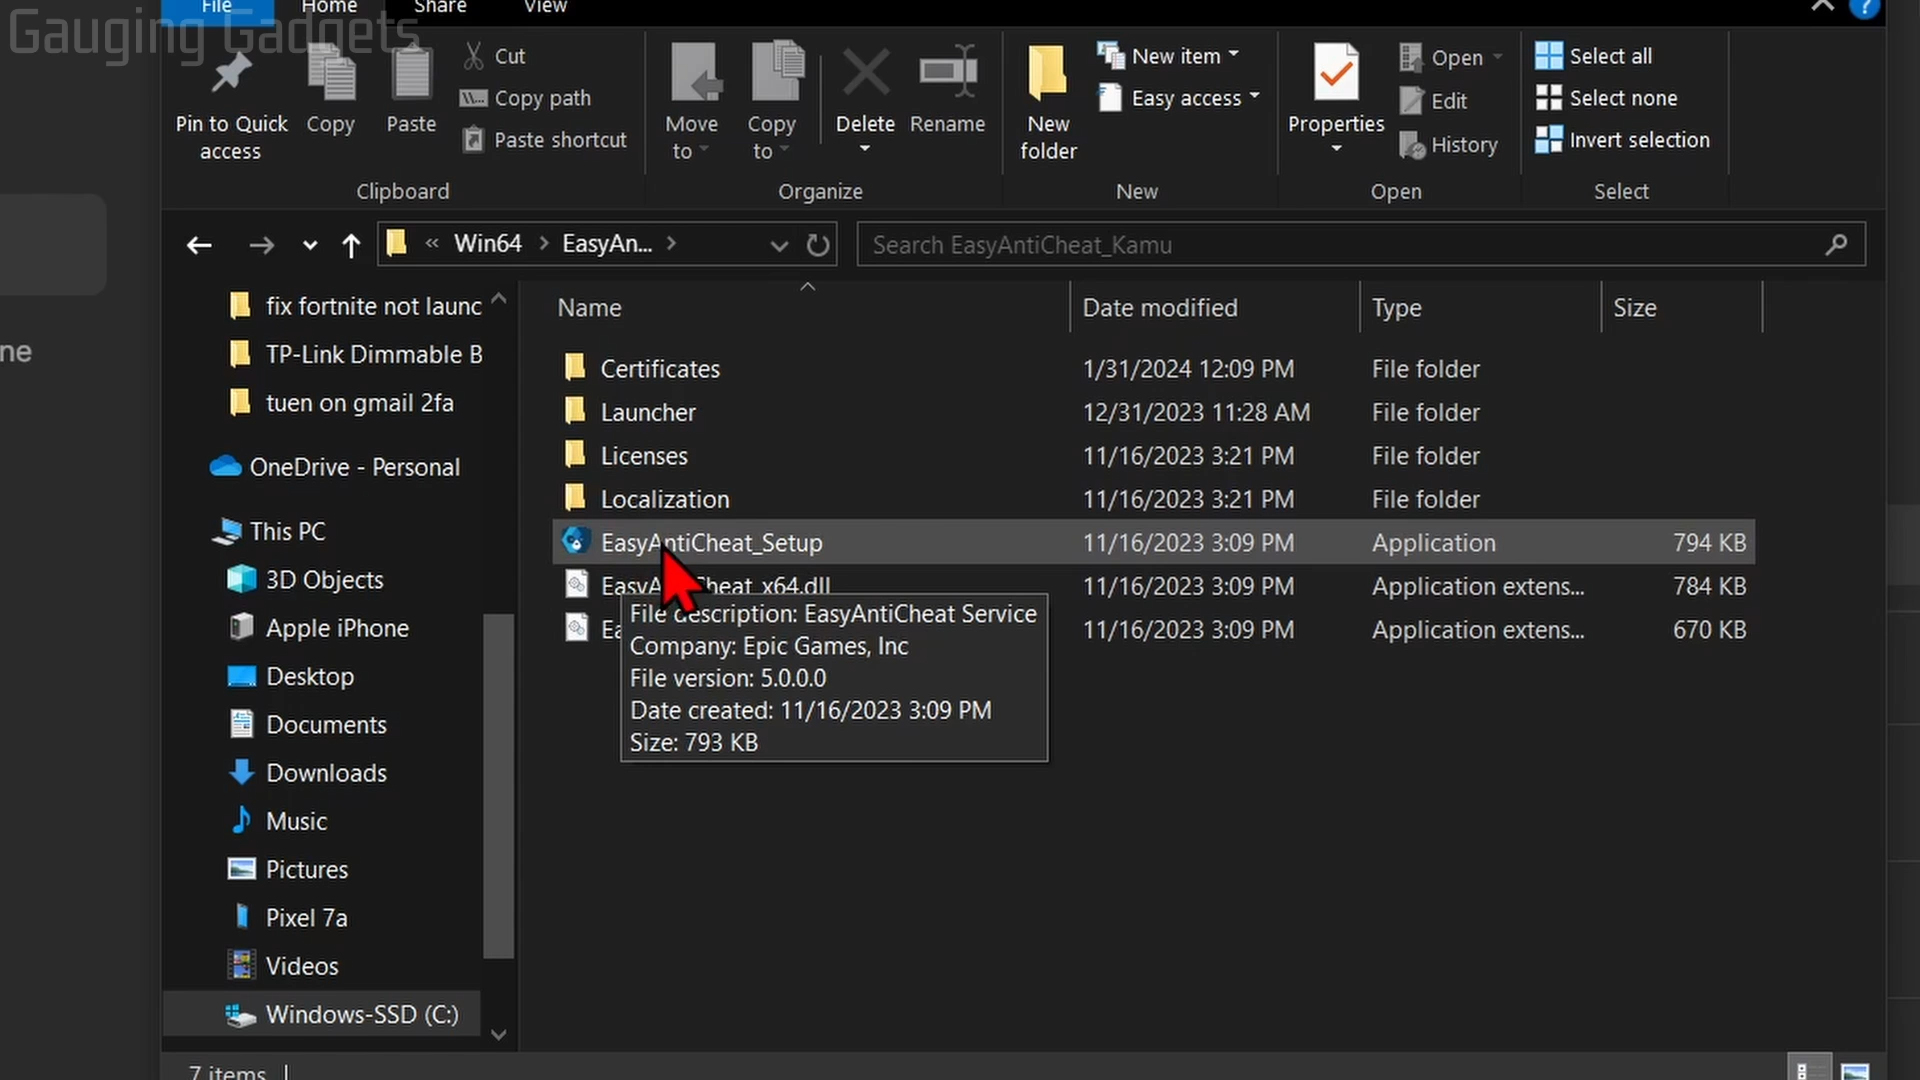 Gauging Gadgets
File Home Share View
Pin to Quick access
Copy
Paste
Cut
Copy path
Paste shortcut
Clipboard
Move to
Copy to
Delete
Rename
Organize
New folder
New item
Easy access
New
Properties
Open
Edit
History
Open
Select all
Select none
Invert selection
Select
« Win64 > EasyAn... >
Search EasyAntiCheat_Kamu
ne
fix fortnite not launc
TP-Link Dimmable B
tuen on gmail 2fa
OneDrive - Personal
This PC
3D Objects
Apple iPhone
Desktop
Documents
Downloads
Music
Pictures
Pixel 7a
Videos
Windows-SSD (C:)
Name Date modified Type Size
Certificates 1/31/2024 12:09 PM File folder
Launcher 12/31/2023 11:28 AM File folder
Licenses 11/16/2023 3:21 PM File folder
Localization 11/16/2023 3:21 PM File folder
EasyAntiCheat_Setup 11/16/2023 3:09 PM Application 794 KB
EasyAntiCheat_x64.dll 11/16/2023 3:09 PM Application extens... 784 KB
Ea 11/16/2023 3:09 PM Application extens... 670 KB
File description: EasyAntiCheat Service
Company: Epic Games, Inc
File version: 5.0.0.0
Date created: 11/16/2023 3:09 PM
Size: 793 KB
7 items